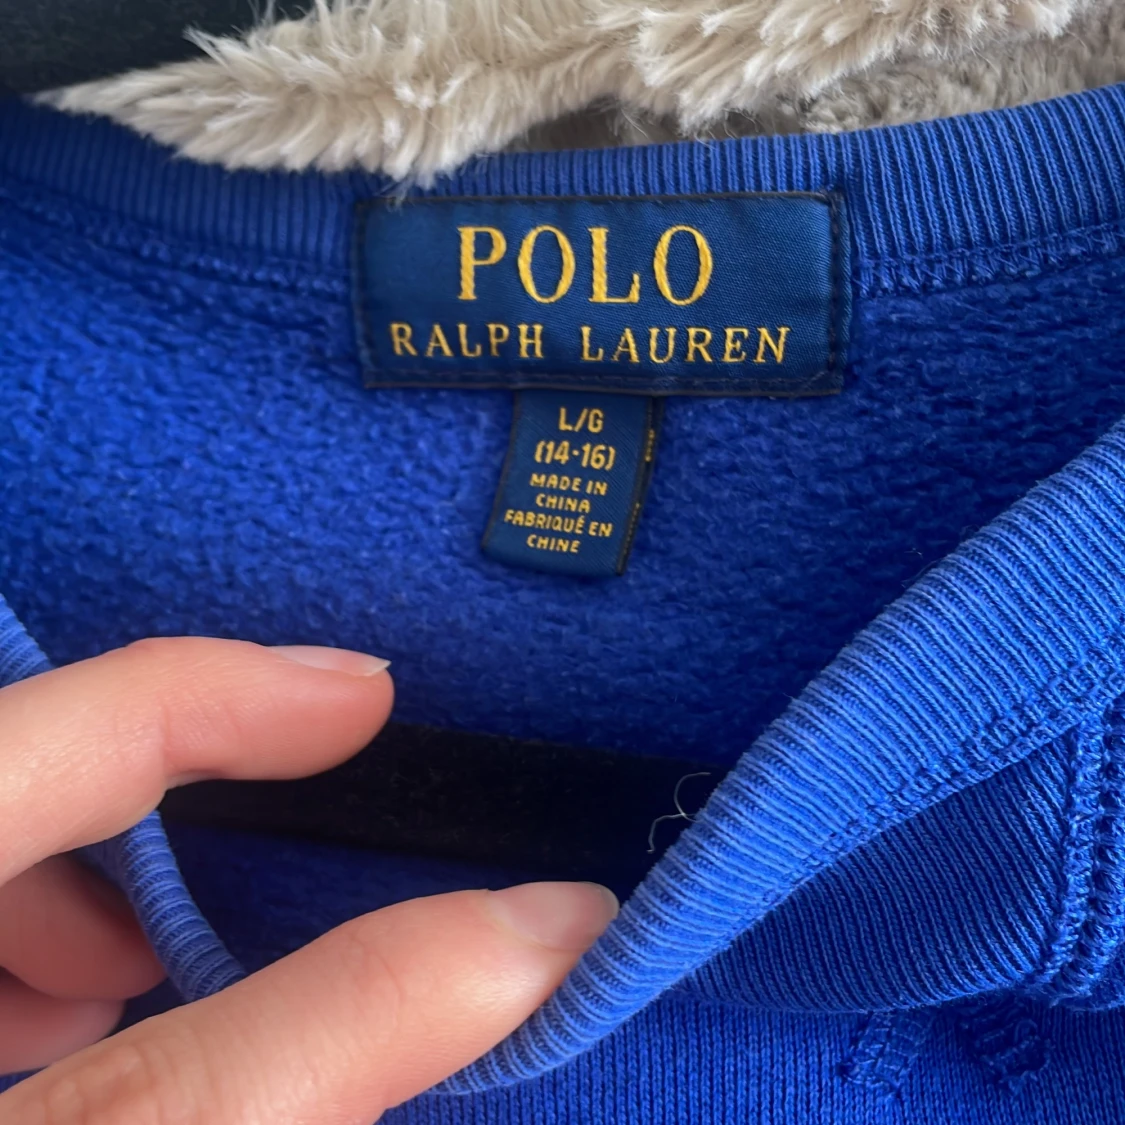 POLO
RALPH LAUREN
L/G
(14-16)
MADE IN
CHINA
FABRIQUÉ EN
CHINE